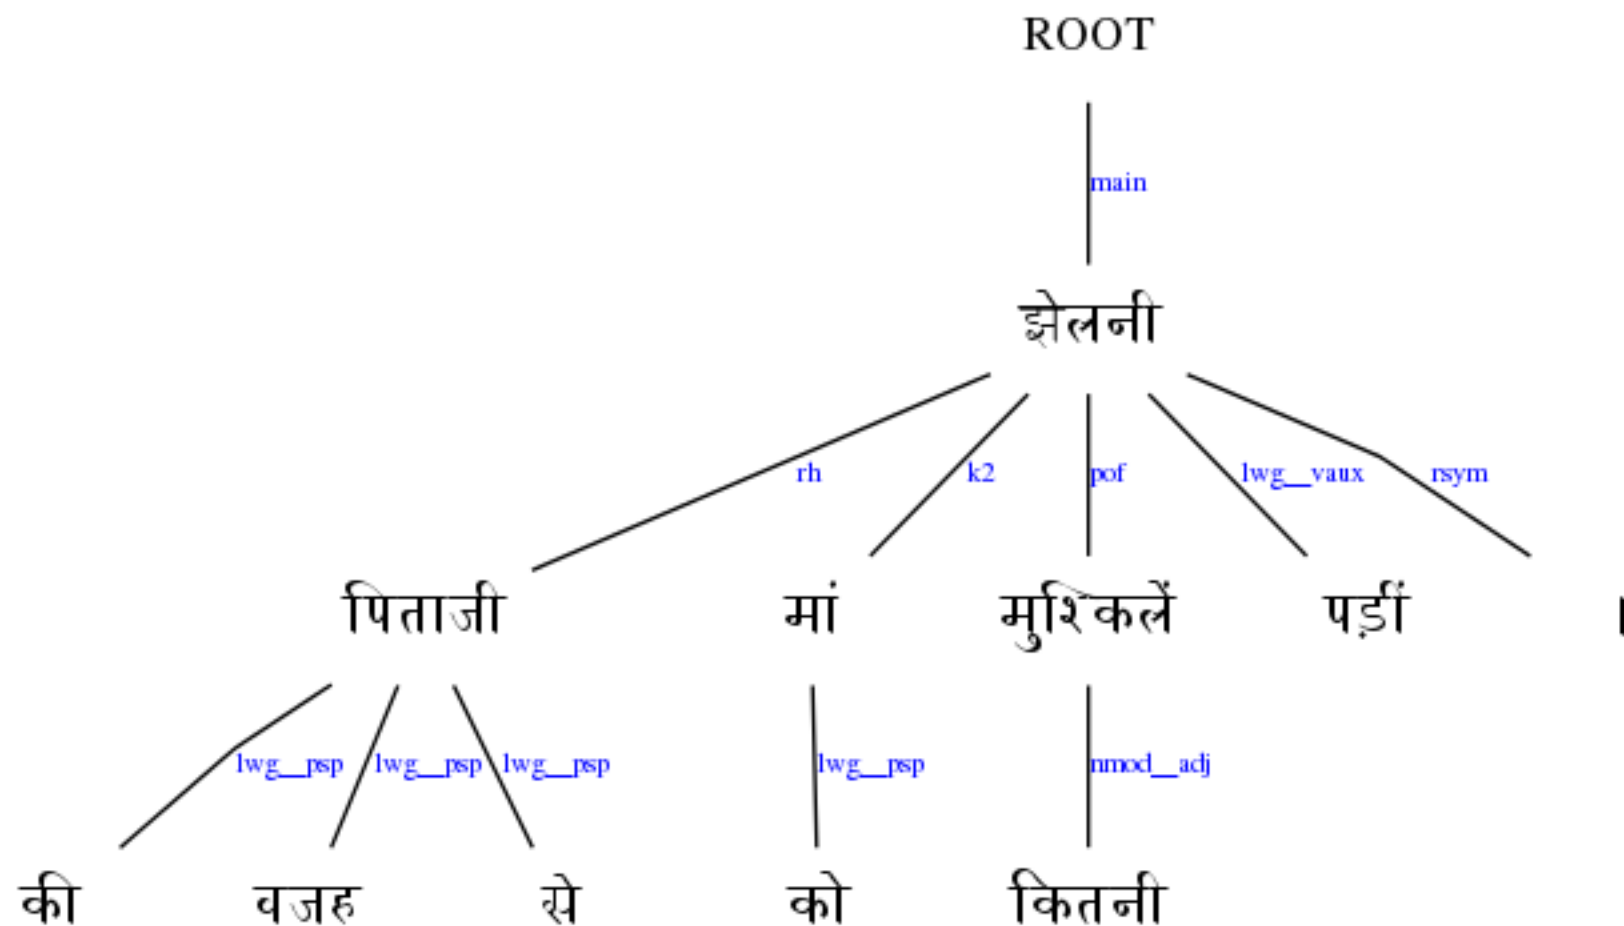 ROOT
main
झेलनी
rh k2 pof lwg__vaux rsym
पिताजी मां मुश्किलें पड़ीं ।
lwg__psp lwg__psp lwg__psp lwg__psp nmod__adj
की वजह से को कितनी